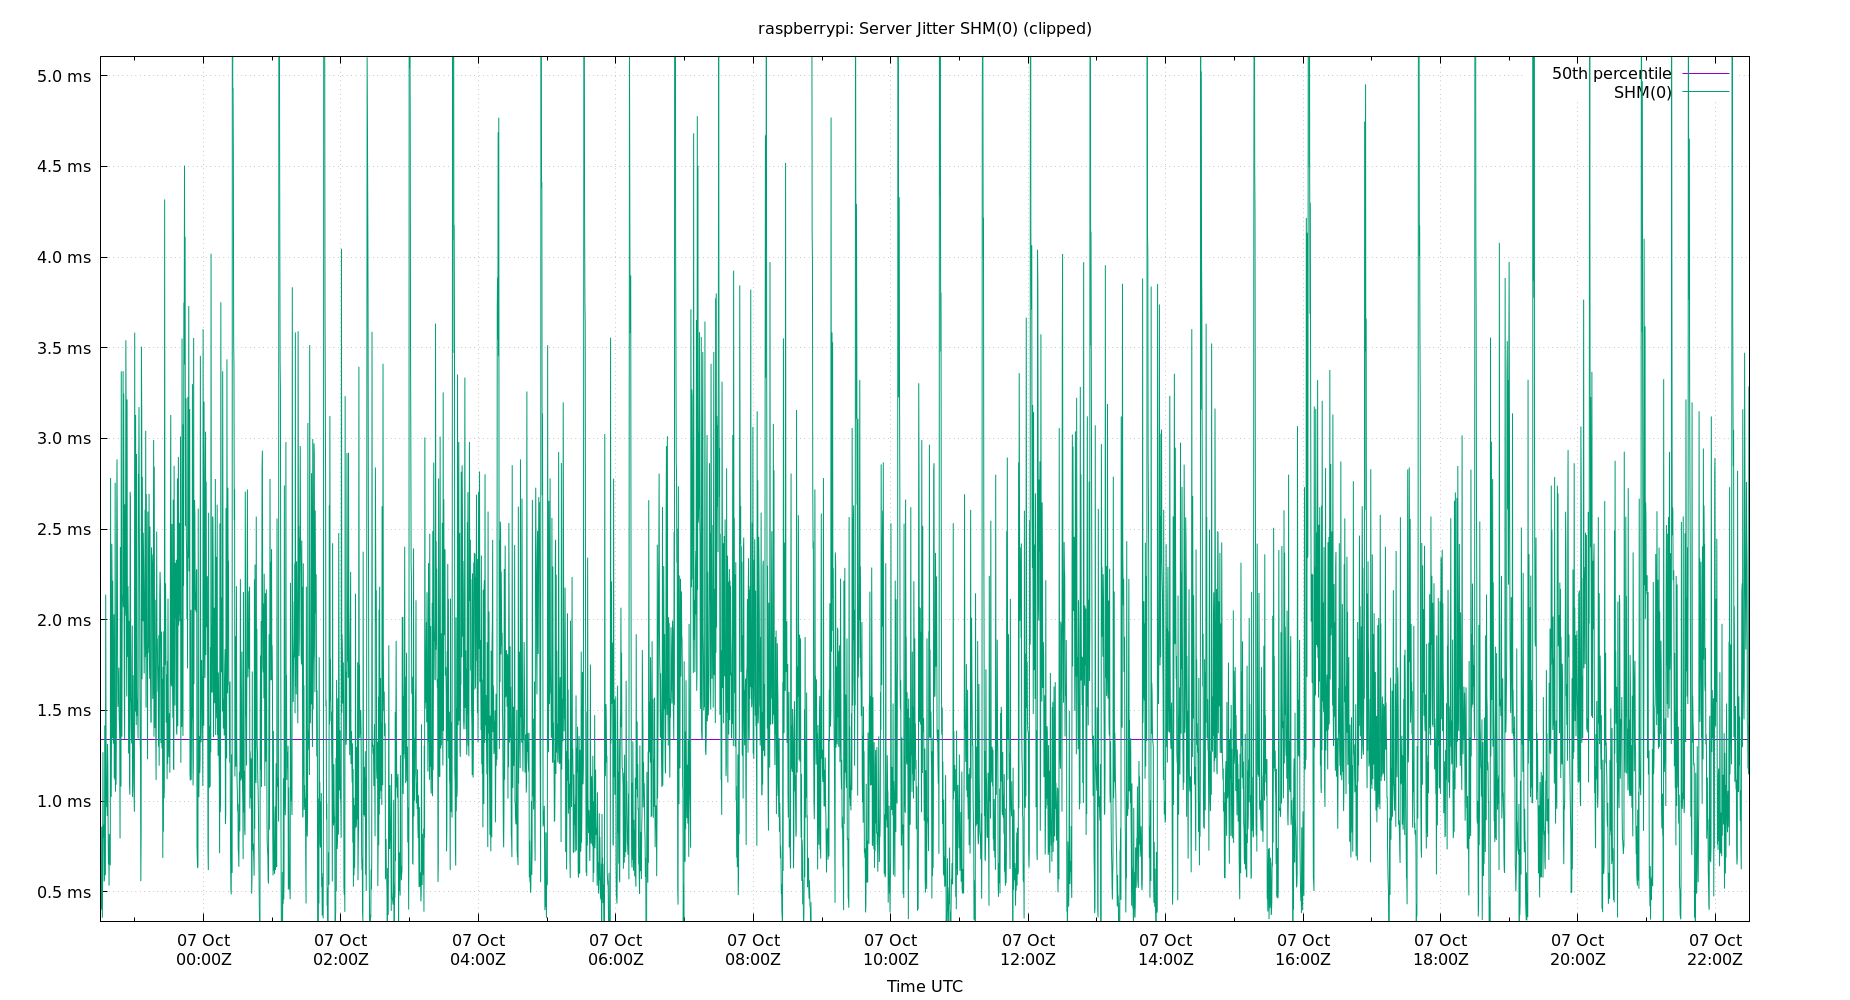 raspberrypi: Server Jitter SHM(0) (clipped)
5.0 ms
4.5 ms
4.0 ms
3.5 ms
3.0 ms
2.5 ms
2.0 ms
1.5 ms
1.0 ms
0.5 ms
50th percentile
SHM(0)
07 Oct 07 Oct 07 Oct 07 Oct 07 Oct 07 Oct 07 Oct 07 Oct 07 Oct 07 Oct 07 Oct 07 Oct
00:00Z 02:00Z 04:00Z 06:00Z 08:00Z 10:00Z 12:00Z 14:00Z 16:00Z 18:00Z 20:00Z 22:00Z
Time UTC